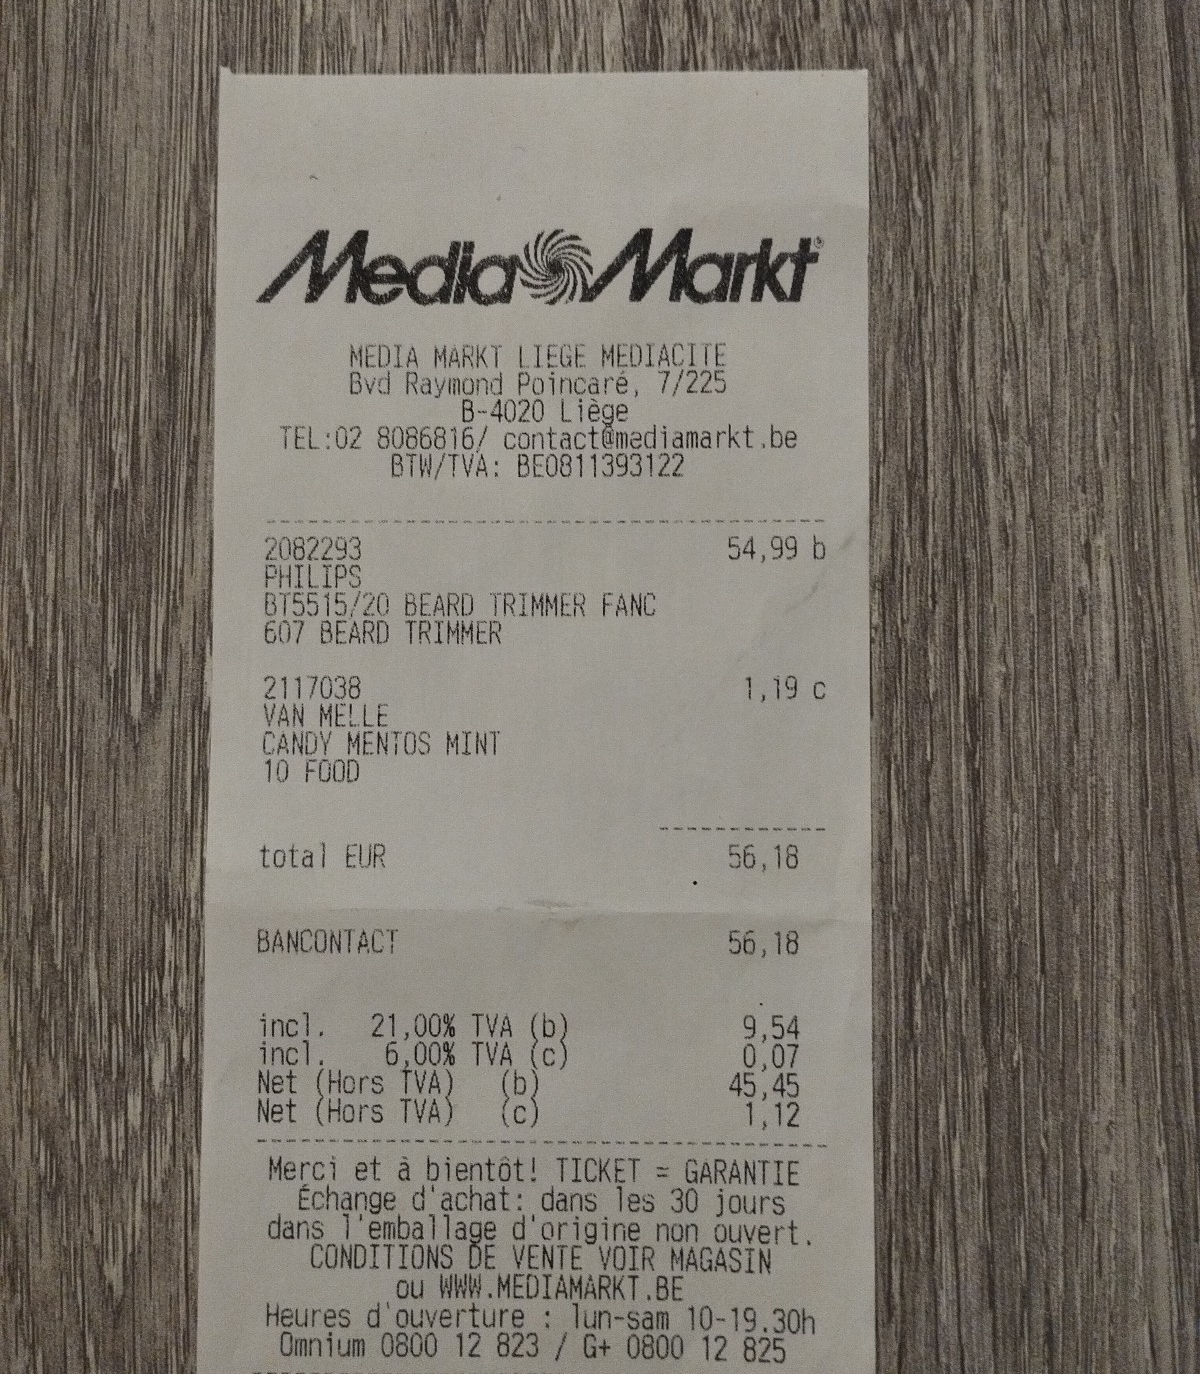 Media Markt®
MEDIA MARKT LIEGE MEDIACITE
Bvd Raymond Poincaré, 7/225
B-4020 Liège
TEL:02 8086816/ contact@mediamarkt.be
BTW/TVA: BE0811393122
2082293 54,99 b
PHILIPS
BT5515/20 BEARD TRIMMER FANC
607 BEARD TRIMMER
2117038 1,19 c
VAN MELLE
CANDY MENTOS MINT
10 FOOD
total EUR 56,18
BANCONTACT 56,18
incl. 21,00% TVA (b) 9,54
incl. 6,00% TVA (c) 0,07
Net (Hors TVA) (b) 45,45
Net (Hors TVA) (c) 1,12
Merci et à bientôt! TICKET = GARANTIE
Échange d'achat: dans les 30 jours
dans l'emballage d'origine non ouvert.
CONDITIONS DE VENTE VOIR MAGASIN
ou WWW.MEDIAMARKT.BE
Heures d'ouverture : lun-sam 10-19.30h
Omnium 0800 12 823 / G+ 0800 12 825